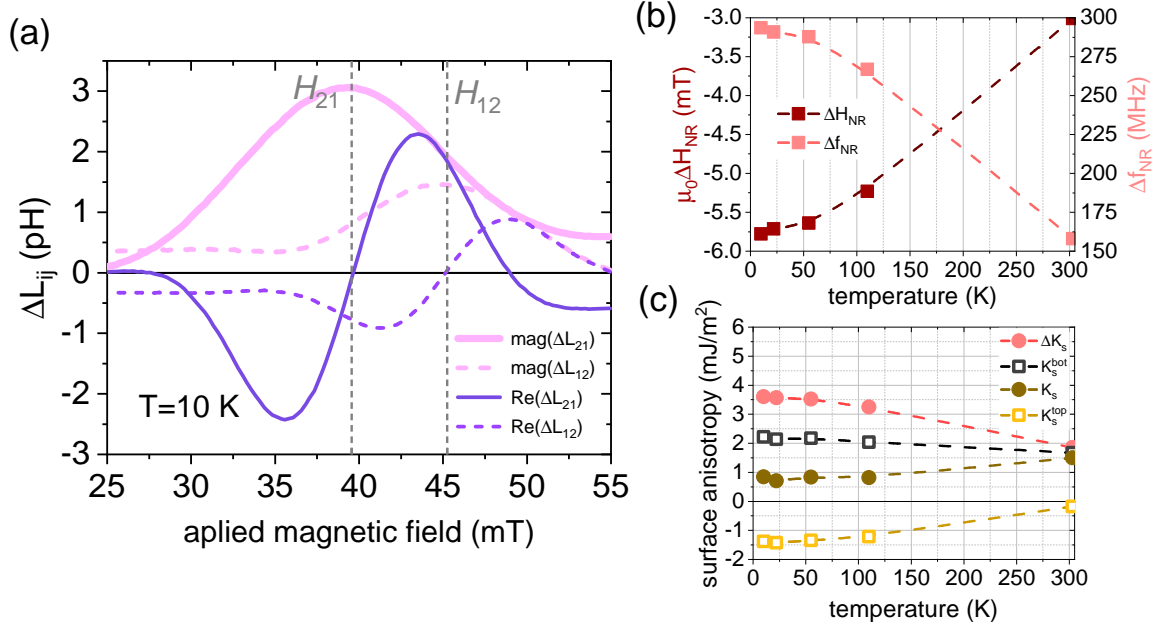 (a)
H21
H12
3
2
1
0
-1
-2
-3
ΔLij (pH)
mag(ΔL21)
mag(ΔL12)
Re(ΔL21)
Re(ΔL12)
T=10 K
25 30 35 40 45 50 55
aplied magnetic field (mT)
(b)
-3.0
-3.5
-4.0
-4.5
-5.0
-5.5
-6.0
μ0ΔHNR (mT)
ΔHNR
ΔfNR
300
275
250
225
200
175
150
ΔfNR (MHz)
0 50 100 150 200 250 300
temperature (K)
(c)
6
5
4
3
2
1
0
-1
-2
surface anisotropy (mJ/m²)
ΔKs
Ksbot
Ks
Kstop
0 50 100 150 200 250 300
temperature (K)